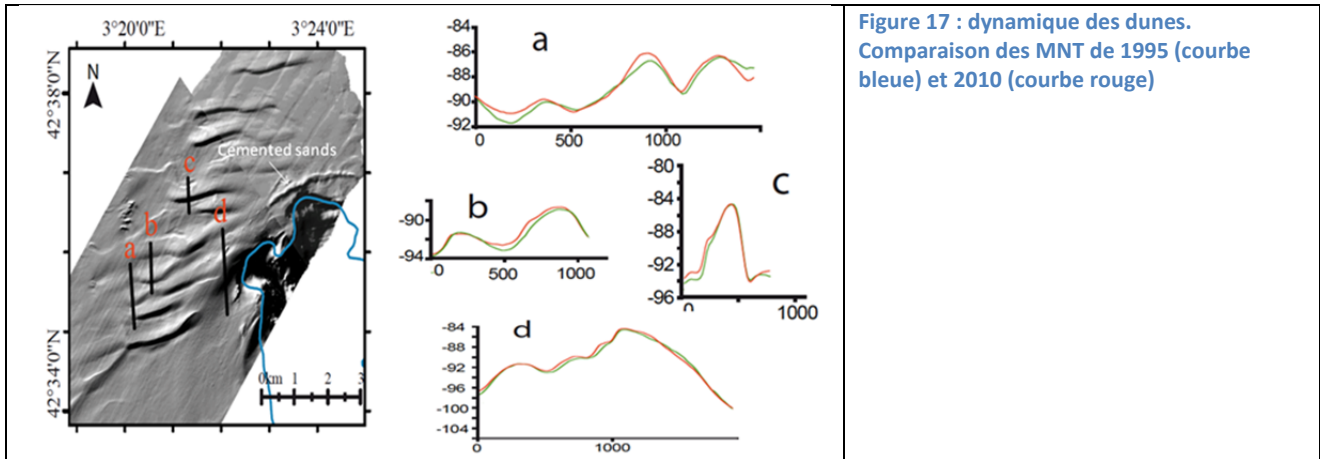 3°20'0"E 3°24'0"E
N
42°38'0"N
42°34'0"N
Cemented sands
c
b
d
a
0km 1 2 3
a
-84
-86
-88
-90
-92
0 500 1000
b
-90
-94
0 500 1000
c
-80
-84
-88
-92
-96
0 1000
d
-84
-88
-92
-96
-100
-104
0 1000
Figure 17 : dynamique des dunes.
Comparaison des MNT de 1995 (courbe
bleue) et 2010 (courbe rouge)